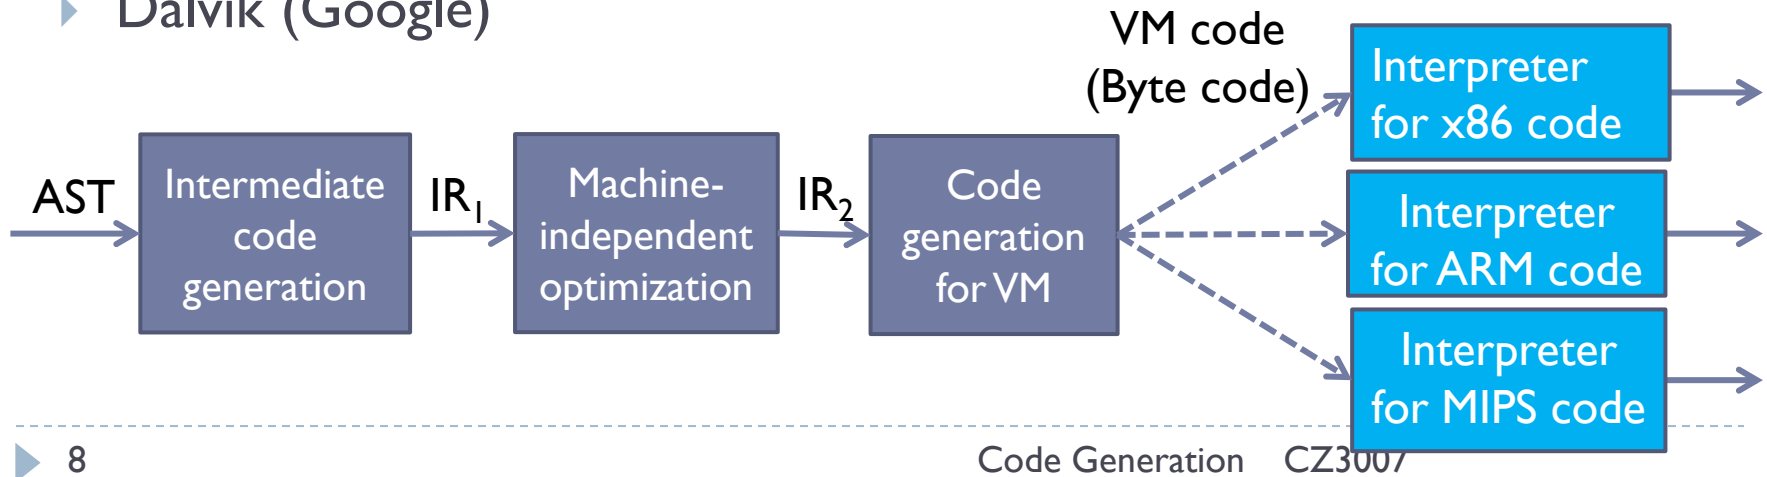 Dalvik (Google)
VM code
(Byte code)
AST
Intermediate
code
generation
IR₁
Machine-
independent
optimization
IR₂
Code
generation
for VM
Interpreter
for x86 code
Interpreter
for ARM code
Interpreter
for MIPS code
8
Code Generation CZ3007